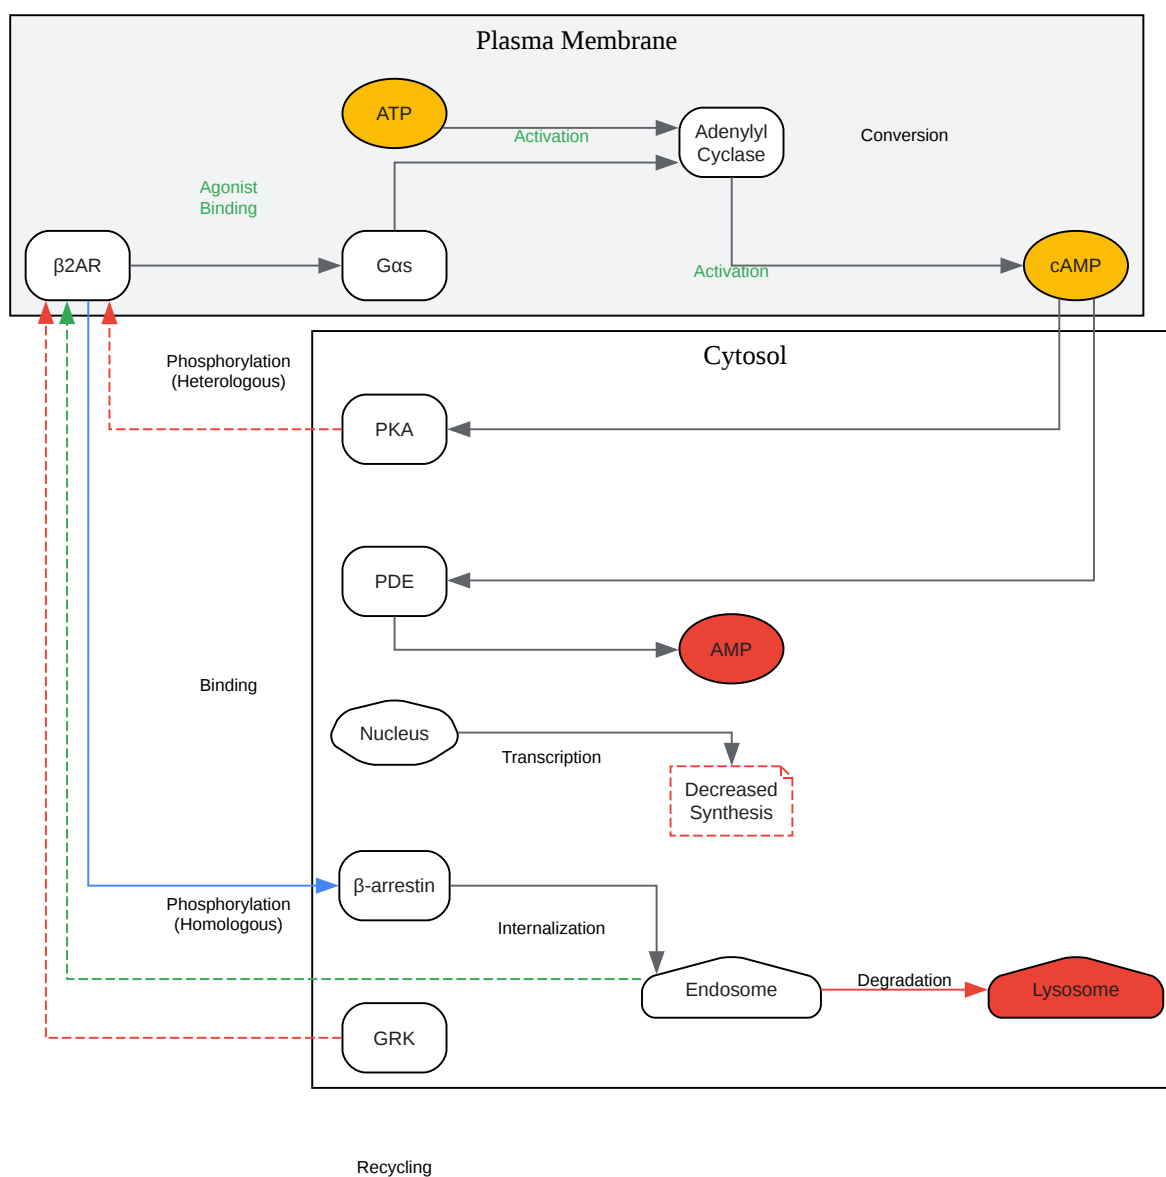 Plasma Membrane
ATP
Activation
Adenylyl
Cyclase
Conversion
Agonist
Binding
β2AR
Gαs
Activation
cAMP
Cytosol
Phosphorylation
(Heterologous)
PKA
PDE
AMP
Binding
Nucleus
Transcription
Decreased
Synthesis
β-arrestin
Phosphorylation
(Homologous)
Internalization
Endosome
Degradation
Lysosome
GRK
Recycling